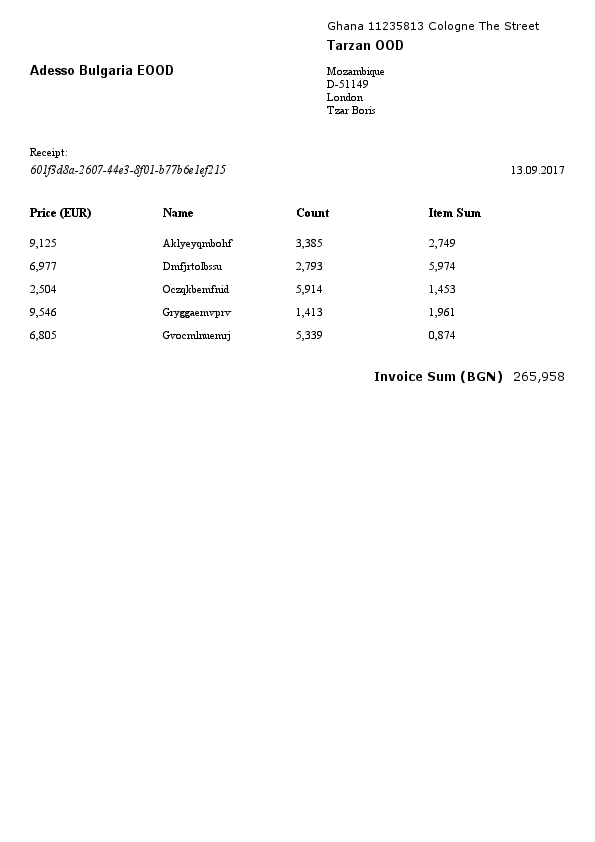 Ghana 11235813 Cologne The Street
Tarzan OOD
Adesso Bulgaria EOOD
Mozambique
D-51149
London
Tzar Boris
Receipt:
601f3d8a-2607-44e3-8f01-b77b6e1ef215 13.09.2017
Price (EUR) Name Count Item Sum
9,125 Aklyeyqmbohf 3,385 2,749
6,977 Dmfjrtolbssu 2,793 5,974
2,504 Oczqkbemfnid 5,914 1,453
9,546 Gryggaemvprv 1,413 1,961
6,805 Gvocmlnuemrj 5,339 0,874
Invoice Sum (BGN) 265,958